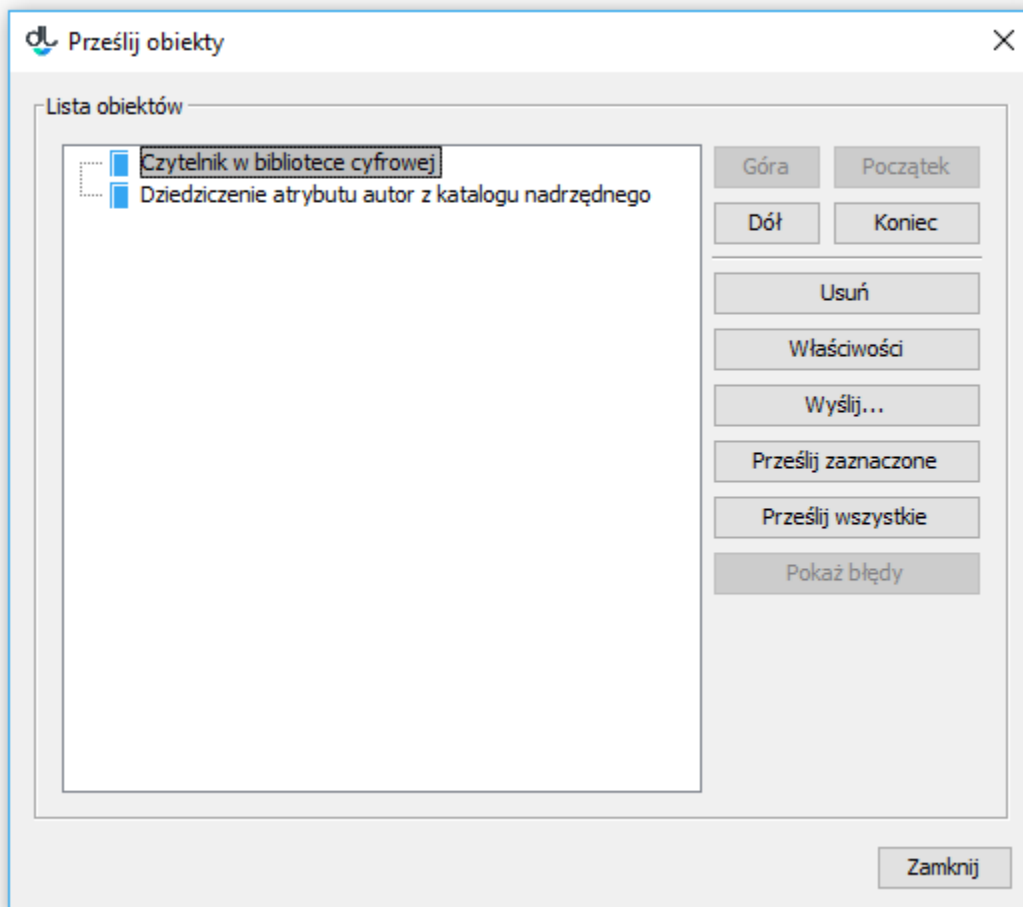 Prześlij obiekty
Lista obiektów
Czytelnik w bibliotece cyfrowej
Dziedziczenie atrybutu autor z katalogu nadrzędnego
Góra Początek
Dół Koniec
Usuń
Właściwości
Wyślij...
Prześlij zaznaczone
Prześlij wszystkie
Pokaż błędy
Zamknij